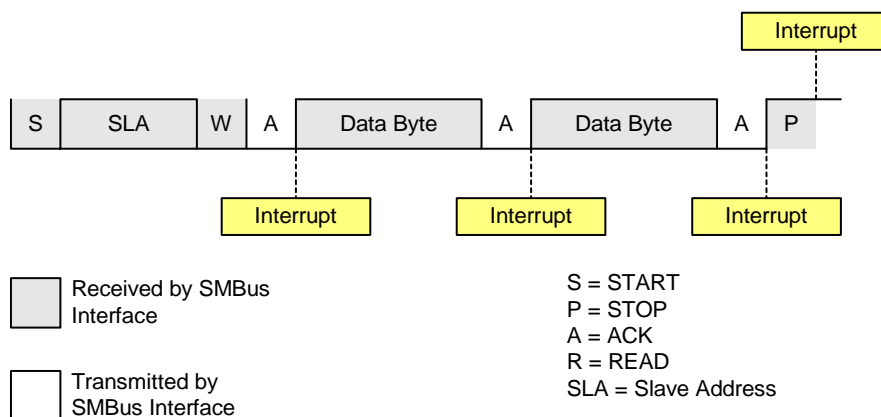 Interrupt
S SLA W A Data Byte A Data Byte A P
Interrupt Interrupt Interrupt
Received by SMBus
Interface
Transmitted by
SMBus Interface
S = START
P = STOP
A = ACK
R = READ
SLA = Slave Address